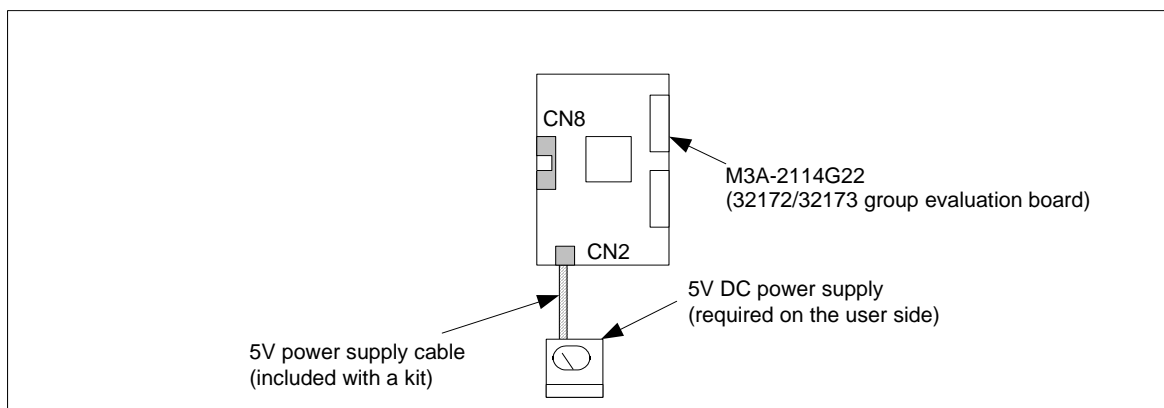 CN8
M3A-2114G22
(32172/32173 group evaluation board)
CN2
5V DC power supply
(required on the user side)
5V power supply cable
(included with a kit)